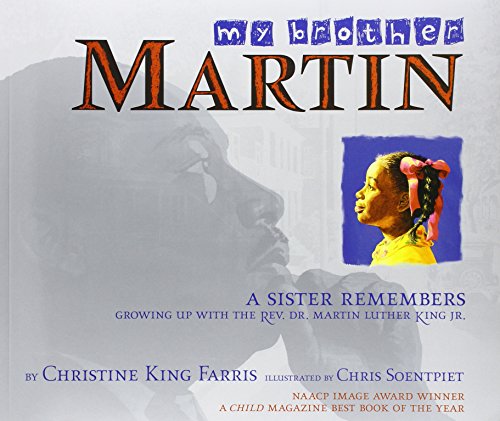 my brother
MARTIN
A SISTER REMEMBERS
GROWING UP WITH THE REV. DR. MARTIN LUTHER KING JR.
BY CHRISTINE KING FARRIS ILLUSTRATED BY CHRIS SOENTPIET
NAACP IMAGE AWARD WINNER
A CHILD MAGAZINE BEST BOOK OF THE YEAR